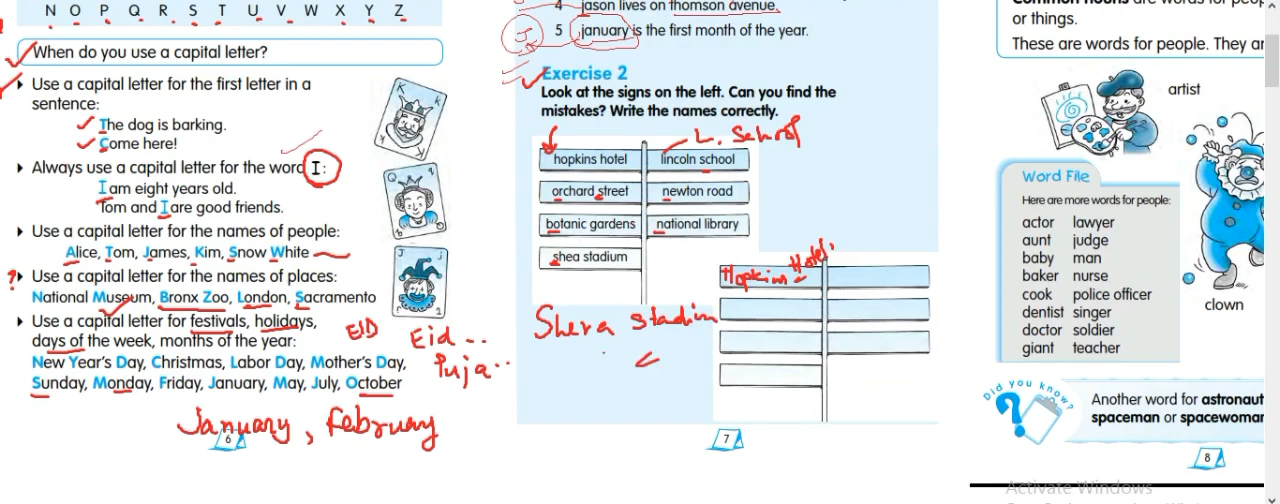 N O P Q R S T U V W X Y Z
When do you use a capital letter?
Use a capital letter for the first letter in a
sentence:
The dog is barking.
Come here!
Always use a capital letter for the word I:
I am eight years old.
Tom and I are good friends.
Use a capital letter for the names of people:
Alice, Tom, James, Kim, Snow White
? Use a capital letter for the names of places:
National Museum, Bronx Zoo, London, Sacramento
Use a capital letter for festivals, holidays,
days of the week, months of the year:
EID Eid..
Puja..
New Year's Day, Christmas, Labor Day, Mother's Day,
Sunday, Monday, Friday, January, May, July, October
January, February
6
4 jason lives on thomson avenue.
J 5 january is the first month of the year.
Exercise 2
Look at the signs on the left. Can you find the
mistakes? Write the names correctly.
L. School
hopkins hotel lincoln school
orchard street newton road
botanic gardens national library
shea stadium
Hopkins Hotel.
Shera stadim
7
or things.
These are words for people. They
artist
Word File
Here are more words for people:
actor lawyer
aunt judge
baby man
baker nurse
cook police officer
dentist singer
doctor soldier
giant teacher
clown
Did you know?
Another word for astronaut
spaceman or spacewoman
8
Activate Windows
K K
Q q
J J